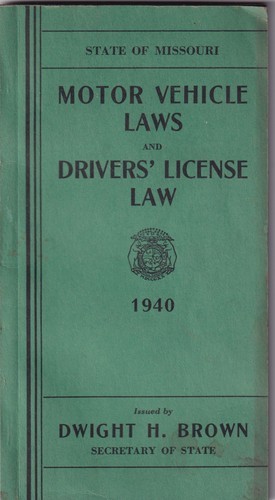 STATE OF MISSOURI
MOTOR VEHICLE
LAWS
AND
DRIVERS' LICENSE
LAW
1940
Issued by
DWIGHT H. BROWN
SECRETARY OF STATE